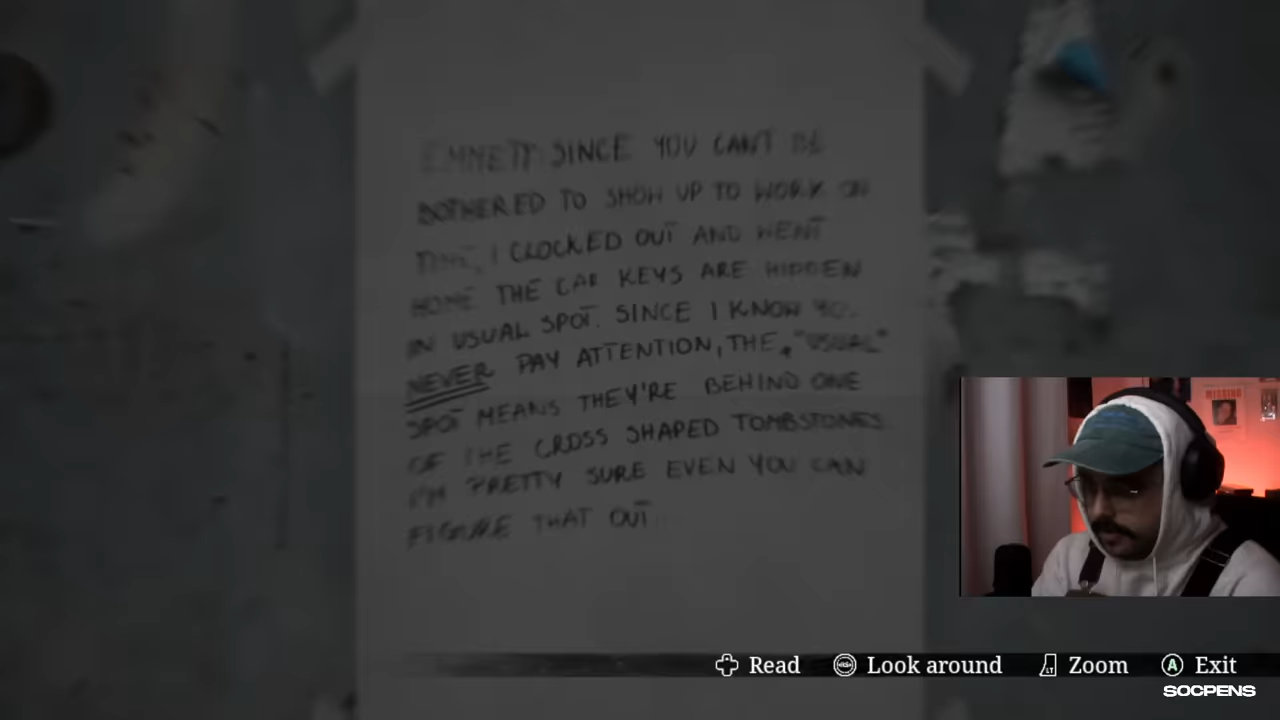 EMMETT SINCE YOU CAN'T BE
BOTHERED TO SHOW UP TO WORK ON
TIME, I CLOCKED OUT AND WENT
HOME THE CAR KEYS ARE HIDDEN
IN USUAL SPOT. SINCE I KNOW
NEVER PAY ATTENTION, THE "USUAL"
SPOT MEANS THEY'RE BEHIND ONE
OF THE CROSS SHAPED TOMBSTONES
I'M PRETTY SURE EVEN YOU CAN
FIGURE THAT OUT...
MISSING
Read Look around LT Zoom A Exit
SOCPENS